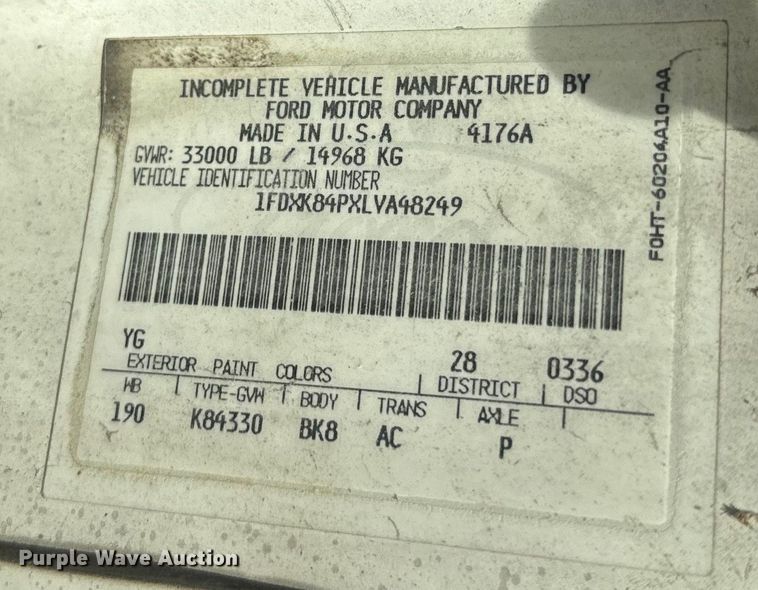 INCOMPLETE VEHICLE MANUFACTURED BY
FORD MOTOR COMPANY
MADE IN U.S.A 4176A
GVWR: 33000 LB / 14968 KG
VEHICLE IDENTIFICATION NUMBER
1FDXK84PXLVA48249
F0HT-60204A10-AA
YG 28 0336
EXTERIOR PAINT COLORS DISTRICT DSO
WB TYPE-GVW BODY TRANS AXLE
190 K84330 BK8 AC P
Purple Wave Auction